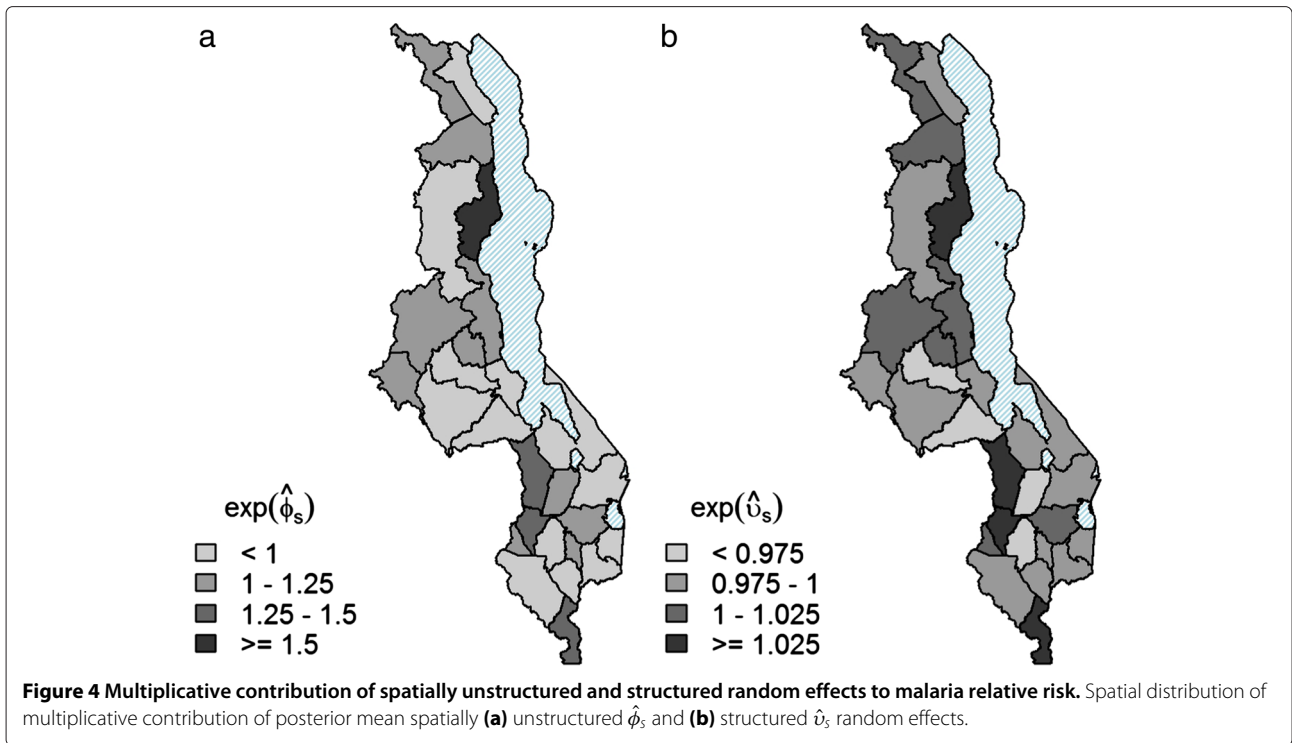 a
b
exp(ϕ̂s)
< 1
1 - 1.25
1.25 - 1.5
>= 1.5
exp(υ̂s)
< 0.975
0.975 - 1
1 - 1.025
>= 1.025
Figure 4 Multiplicative contribution of spatially unstructured and structured random effects to malaria relative risk. Spatial distribution of
multiplicative contribution of posterior mean spatially (a) unstructured ϕ̂s and (b) structured υ̂s random effects.